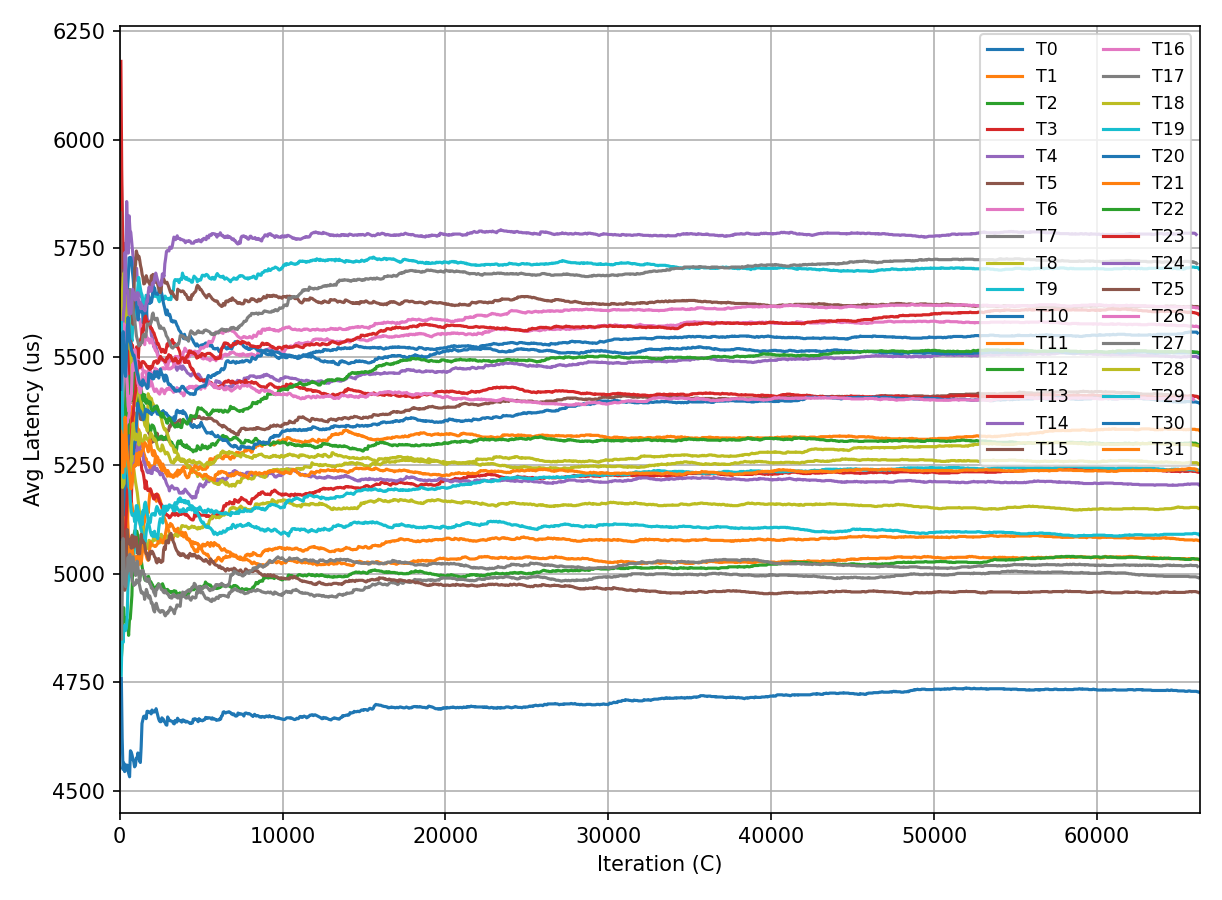 6250
6000
5750
5500
5250
5000
4750
4500
Avg Latency (us)
0 10000 20000 30000 40000 50000 60000
Iteration (C)
T0
T1
T2
T3
T4
T5
T6
T7
T8
T9
T10
T11
T12
T13
T14
T15
T16
T17
T18
T19
T20
T21
T22
T23
T24
T25
T26
T27
T28
T29
T30
T31